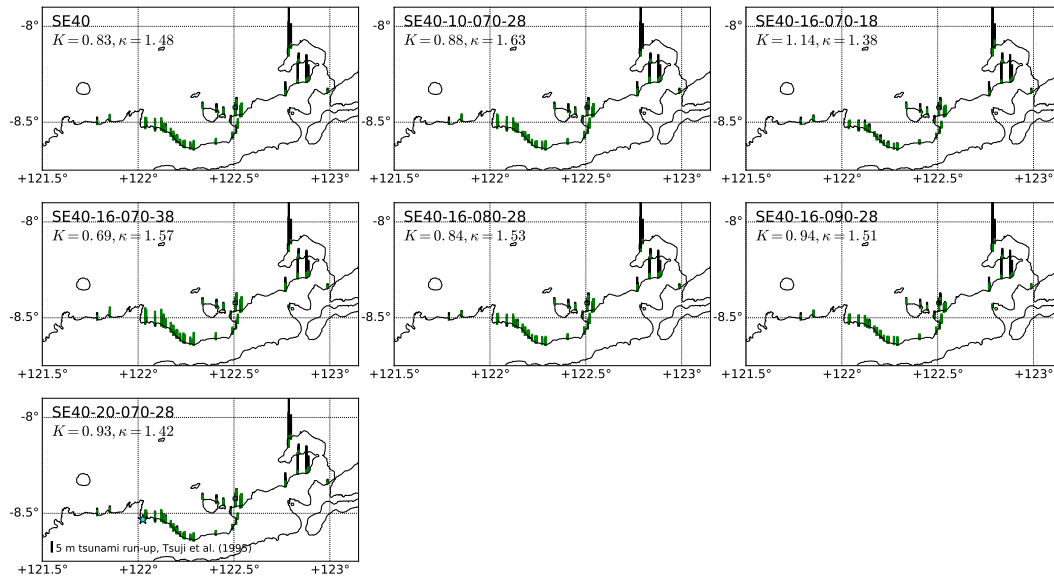 SE40
K = 0.83, κ = 1.48
-8°
-8.5°
+121.5°
+122°
+122.5°
+123°
SE40-10-070-28
K = 0.88, κ = 1.63
-8°
-8.5°
+121.5°
+122°
+122.5°
+123°
SE40-16-070-18
K = 1.14, κ = 1.38
-8°
-8.5°
+121.5°
+122°
+122.5°
+123°
SE40-16-070-38
K = 0.69, κ = 1.57
-8°
-8.5°
+121.5°
+122°
+122.5°
+123°
SE40-16-080-28
K = 0.84, κ = 1.53
-8°
-8.5°
+121.5°
+122°
+122.5°
+123°
SE40-16-090-28
K = 0.94, κ = 1.51
-8°
-8.5°
+121.5°
+122°
+122.5°
+123°
SE40-20-070-28
K = 0.93, κ = 1.42
-8°
-8.5°
5 m tsunami run-up, Tsuji et al. (1995)
+121.5°
+122°
+122.5°
+123°